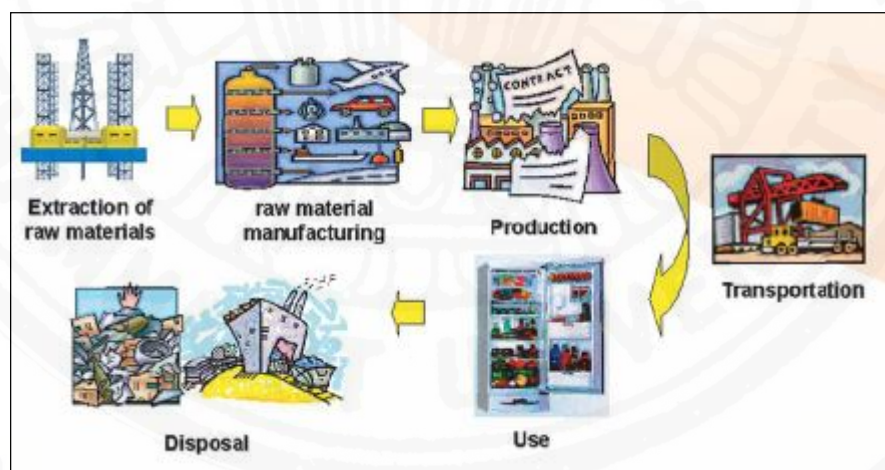 Extraction of
raw materials
raw material
manufacturing
CONTRACT
Production
Transportation
Disposal
Use